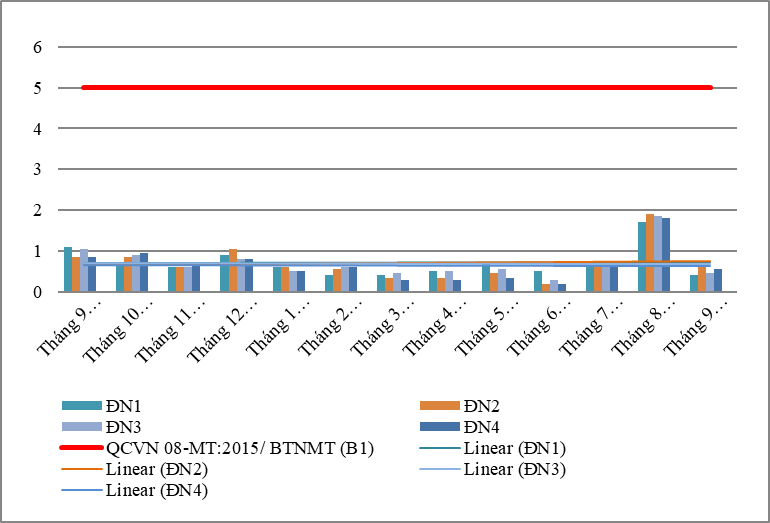 6
5
4
3
2
1
0
Tháng 9...
Tháng 10...
Tháng 11...
Tháng 12...
Tháng 1...
Tháng 2...
Tháng 3...
Tháng 4...
Tháng 5...
Tháng 6...
Tháng 7...
Tháng 8...
Tháng 9...
ĐN1 ĐN2
ĐN3 ĐN4
QCVN 08-MT:2015/ BTNMT (B1) Linear (ĐN1)
Linear (ĐN2) Linear (ĐN3)
Linear (ĐN4)